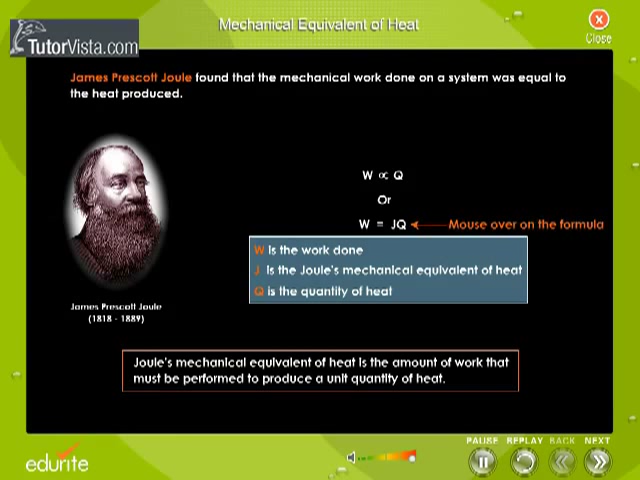 Mechanical Equivalent of Heat
Close
TutorVista.com
James Prescott Joule found that the mechanical work done on a system was equal to
the heat produced.
W ∝ Q
Or
W = JQ Mouse over on the formula
W is the work done
J is the Joule's mechanical equivalent of heat
Q is the quantity of heat
James Prescott Joule
(1818 - 1889)
Joule's mechanical equivalent of heat is the amount of work that
must be performed to produce a unit quantity of heat.
PAUSE REPLAY BACK NEXT
edurite